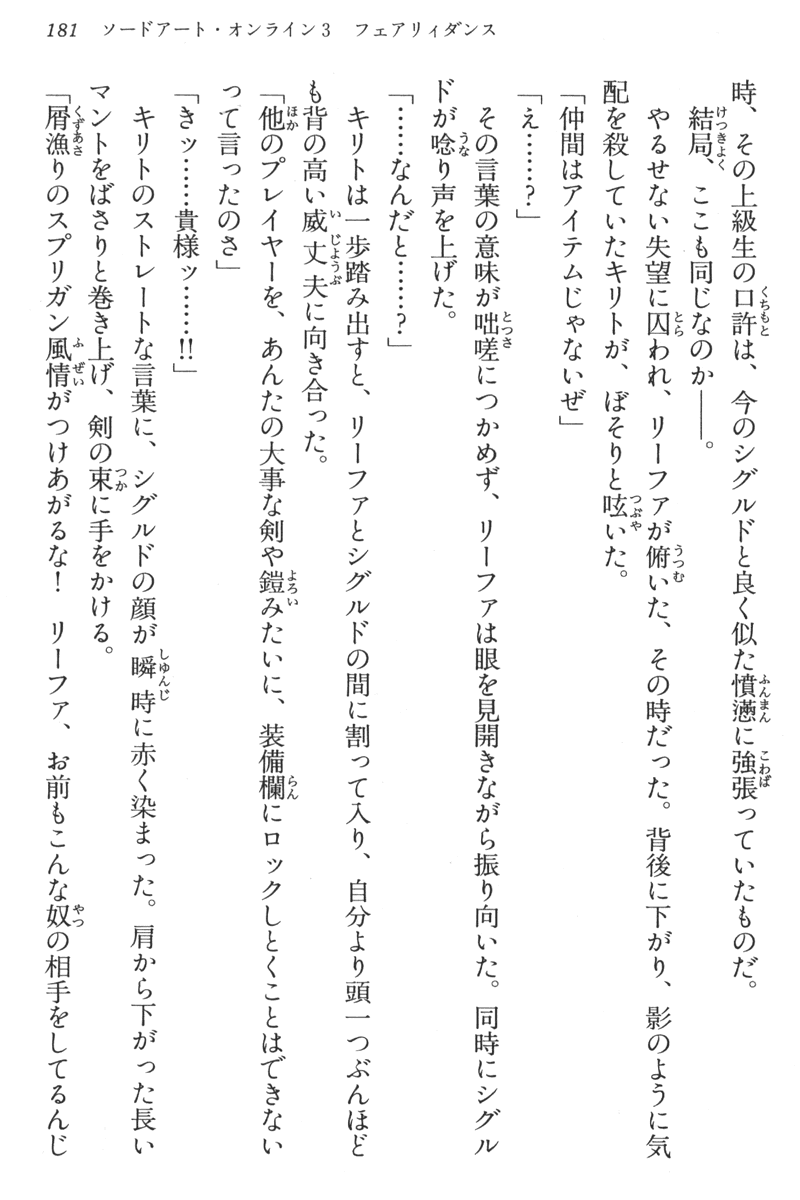 181　ソードアート・オンライン3　フェアリィダンス
時、その上級生の口許は、今のシグルドと良く似た憤懣に強張っていたものだ。
結局、ここも同じなのか――。
やるせない失望に囚われ、リーファが俯いた、その時だった。背後に下がり、影のように気
配を殺していたキリトが、ぼそりと呟いた。
「仲間はアイテムじゃないぜ」
「え……？」
その言葉の意味が咄嗟につかめず、リーファは眼を見開きながら振り向いた。同時にシグル
ドが唸り声を上げた。
「……なんだと……？」
キリトは一歩踏み出すと、リーファとシグルドの間に割って入り、自分より頭一つぶんほど
も背の高い威丈夫に向き合った。
「他のプレイヤーを、あんたの大事な剣や鎧みたいに、装備欄にロックしとくことはできない
って言ったのさ」
「きッ……貴様ッ……!!」
キリトのストレートな言葉に、シグルドの顔が瞬時に赤く染まった。肩から下がった長い
マントをばさりと巻き上げ、剣の束に手をかける。
「屑漁りのスプリガン風情がつけあがるな！　リーファ、お前もこんな奴の相手をしてるんじ